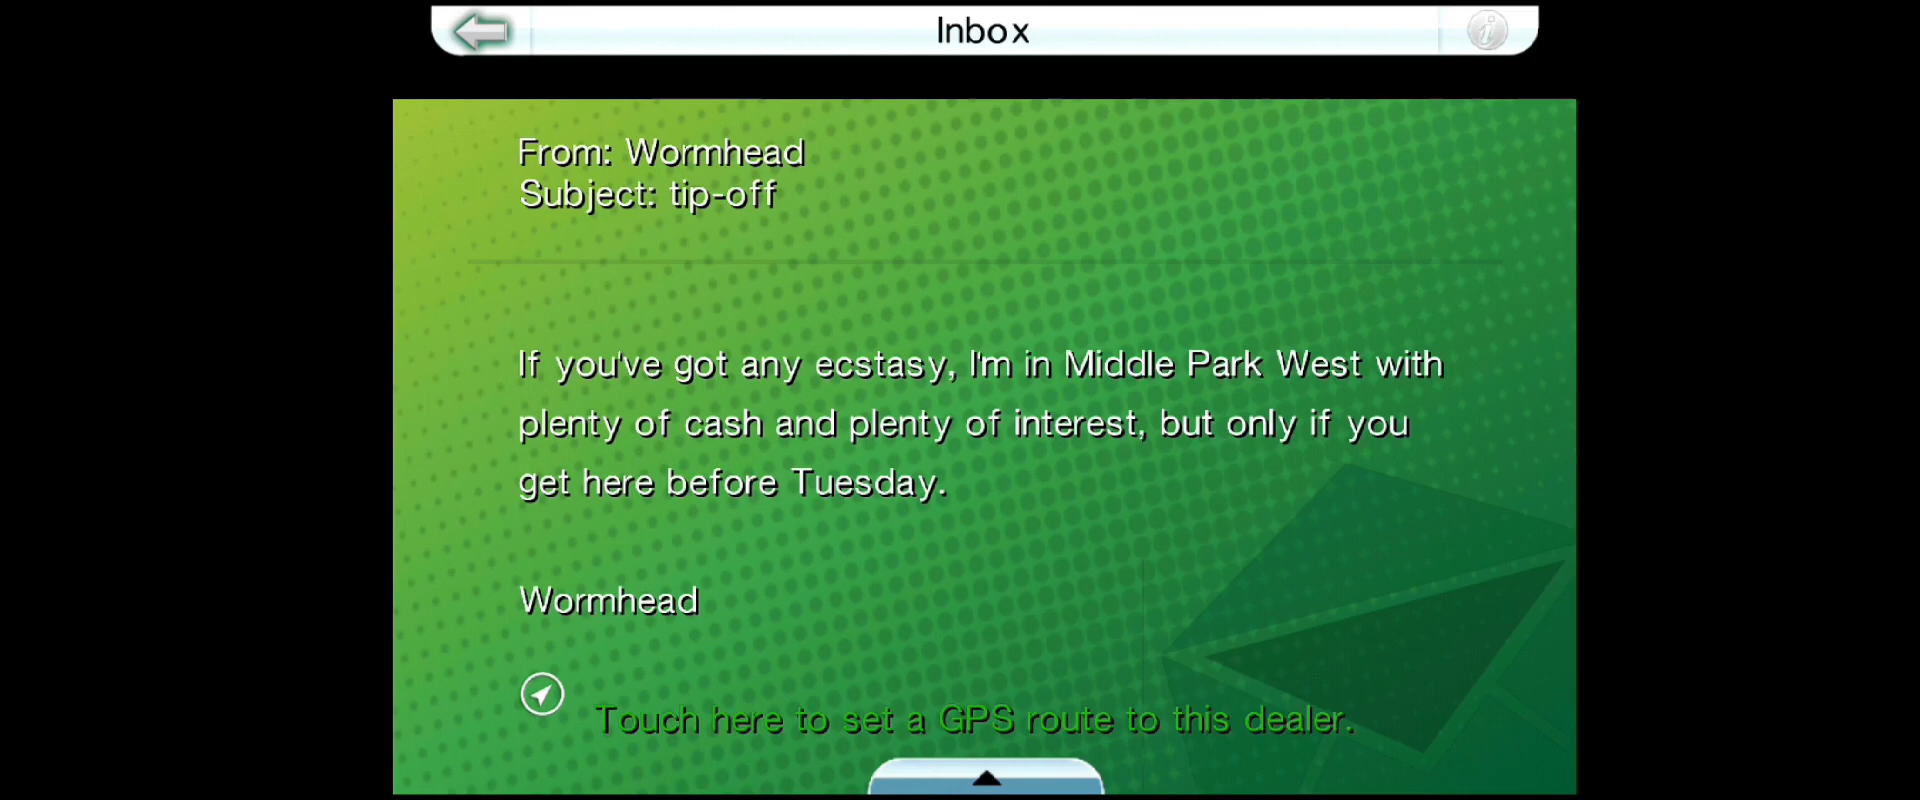 Inbox
From: Wormhead
Subject: tip-off
If you've got any ecstasy, I'm in Middle Park West with
plenty of cash and plenty of interest, but only if you
get here before Tuesday.
Wormhead
Touch here to set a GPS route to this dealer.